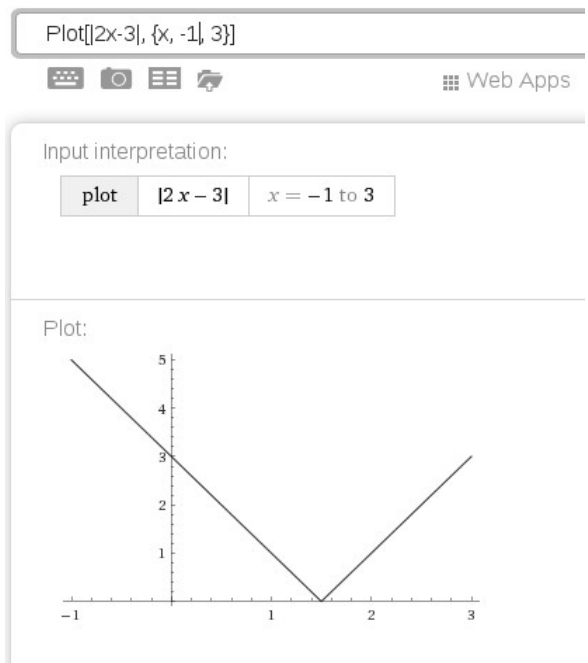 Plot[|2x-3|, {x, -1, 3}]
Web Apps
Input interpretation:
plot |2 x – 3| x = −1 to 3
Plot:
5
4
3
2
1
−1 1 2 3